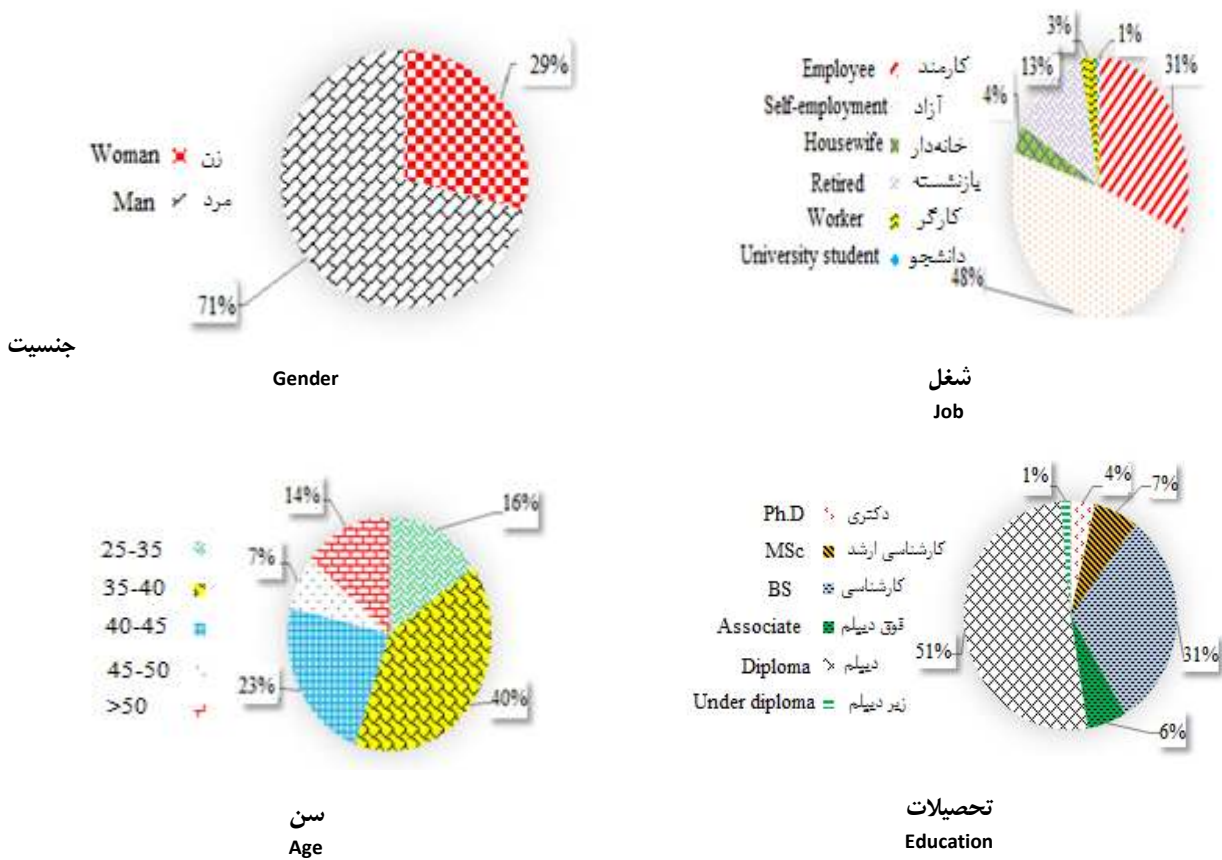 29%
Woman زن
Man مرد
71%
جنسیت
Gender
3%
1%
13%
31%
4%
Employee کارمند
Self-employment آزاد
Housewife خانه‌دار
Retired یازنشسته
Worker کارگر
University student دانشجو
48%
شغل
Job
14%
16%
7%
25-35
35-40
40-45
45-50
>50
23%
40%
سن
Age
1%
4%
7%
Ph.D دکتری
MSc کارشناسی ارشد
BS کارشناسی
Associate قوق دیپلم
Diploma دیپلم
Under diploma زیر دیپلم
51%
31%
6%
تحصیلات
Education